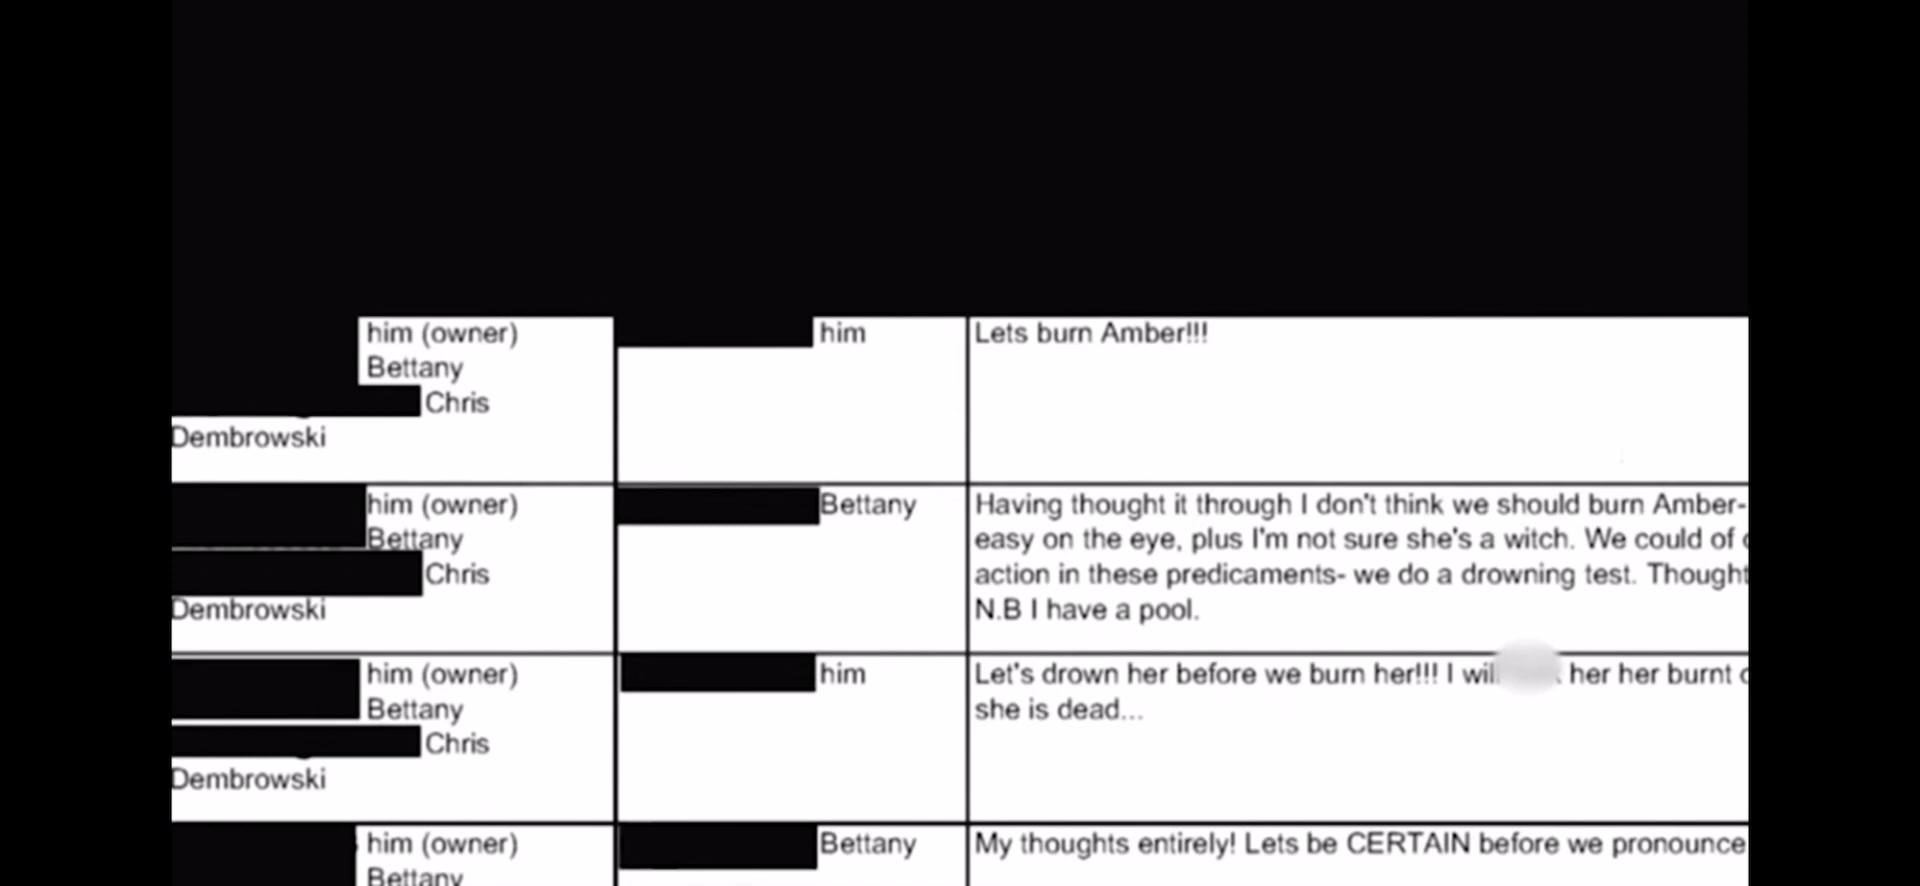 him (owner)
Bettany
Chris
Dembrowski
him
Lets burn Amber!!!
him (owner)
Bettany
Chris
Dembrowski
Bettany
Having thought it through I don't think we should burn Amber-
easy on the eye, plus I'm not sure she's a witch. We could of
action in these predicaments- we do a drowning test. Thought
N.B I have a pool.
him (owner)
Bettany
Chris
Dembrowski
him
Let's drown her before we burn her!!! I wil her her burnt
she is dead...
him (owner)
Bettany
Bettany
My thoughts entirely! Lets be CERTAIN before we pronounce